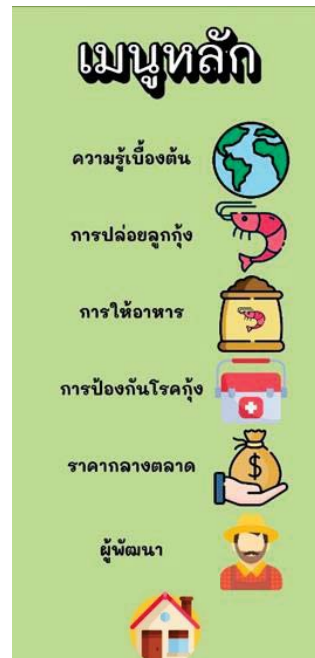 เมนูหลัก
ความรู้เบื้องต้น
การปล่อยลูกกุ้ง
การให้อาหาร
การป้องกันโรคกุ้ง
ราคากลางตลาด
ผู้พัฒนา